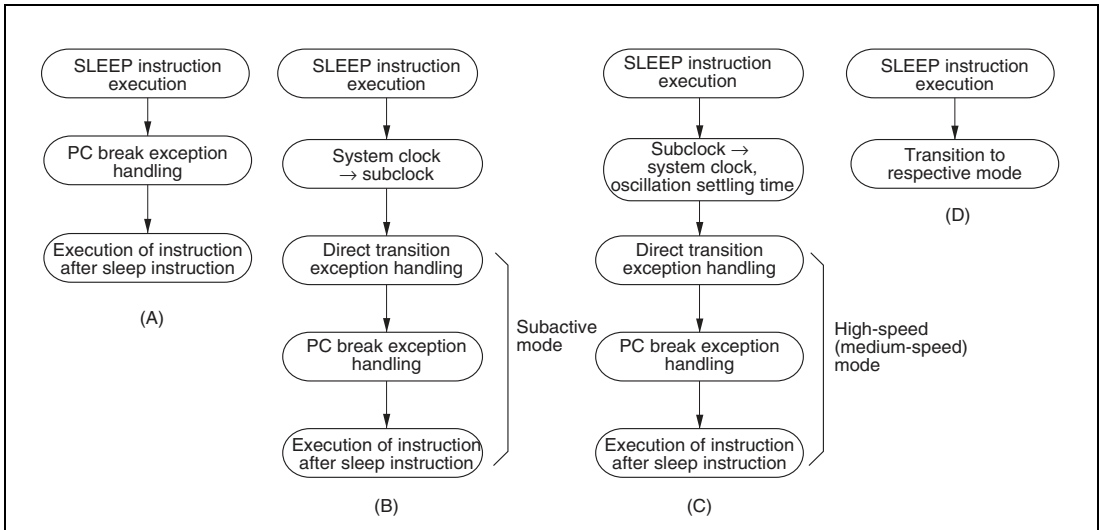 SLEEP instruction
execution
PC break exception
handling
Execution of instruction
after sleep instruction
(A)
SLEEP instruction
execution
System clock
→ subclock
Direct transition
exception handling
PC break exception
handling
Execution of instruction
after sleep instruction
Subactive
mode
(B)
SLEEP instruction
execution
Subclock →
system clock,
oscillation settling time
Direct transition
exception handling
PC break exception
handling
Execution of instruction
after sleep instruction
High-speed
(medium-speed)
mode
(C)
SLEEP instruction
execution
Transition to
respective mode
(D)